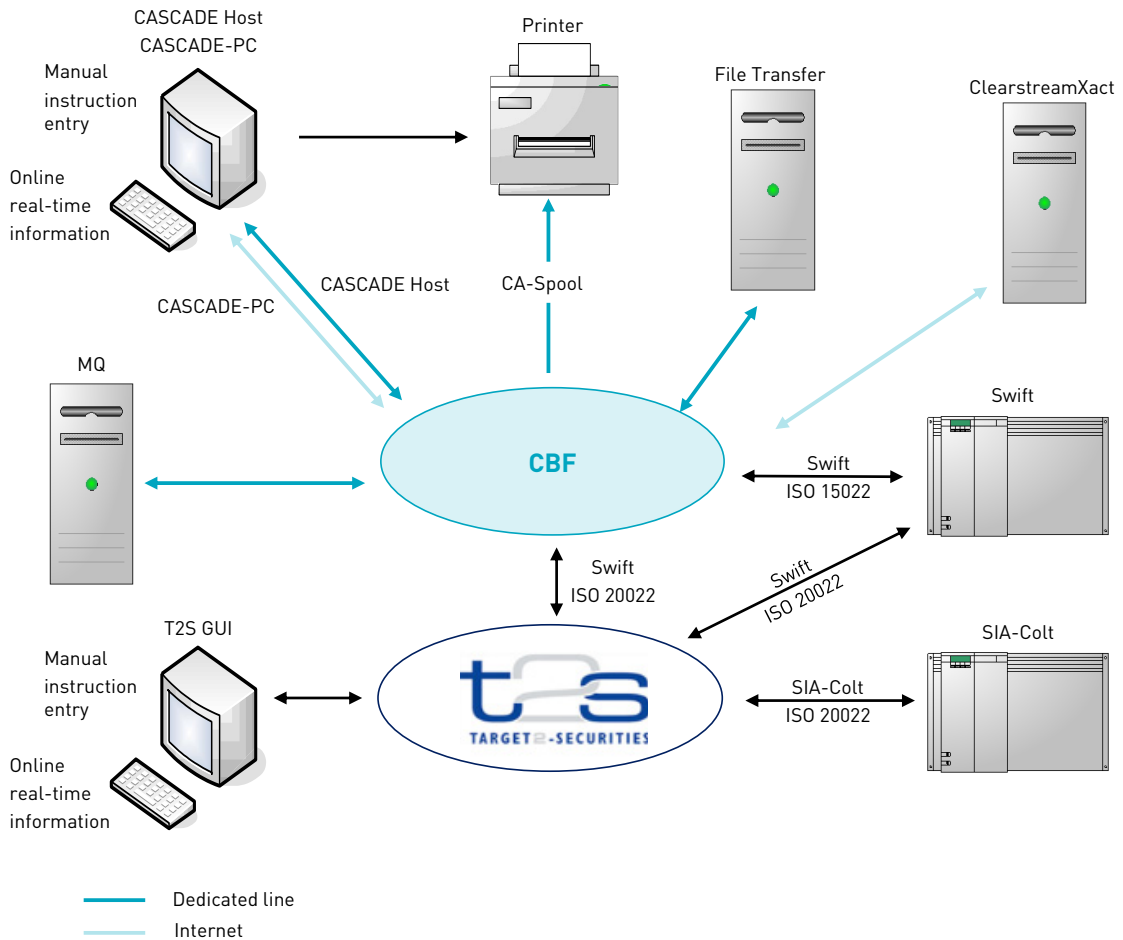 CASCADE Host
CASCADE-PC
Printer
File Transfer
ClearstreamXact
Manual
instruction
entry
Online
real-time
information
CASCADE Host
CASCADE-PC
CA-Spool
MQ
CBF
Swift
Swift
ISO 15022
Swift
ISO 20022
Swift
ISO 20022
T2S GUI
Manual
instruction
entry
Online
real-time
information
t2s
TARGET2-SECURITIES
SIA-Colt
SIA-Colt
ISO 20022
Dedicated line
Internet